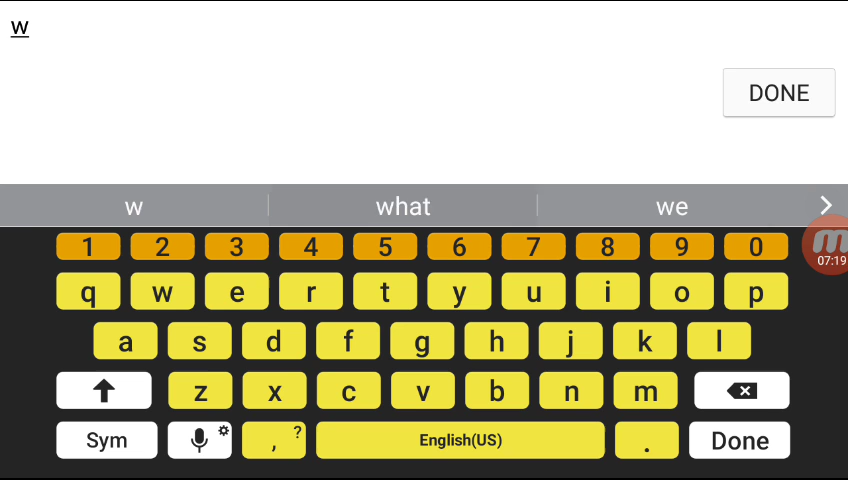 w
DONE
w what we
1 2 3 4 5 6 7 8 9 0
07:19
q w e r t y u i o p
a s d f g h j k l
z x c v b n m
Sym , ? English(US) . Done